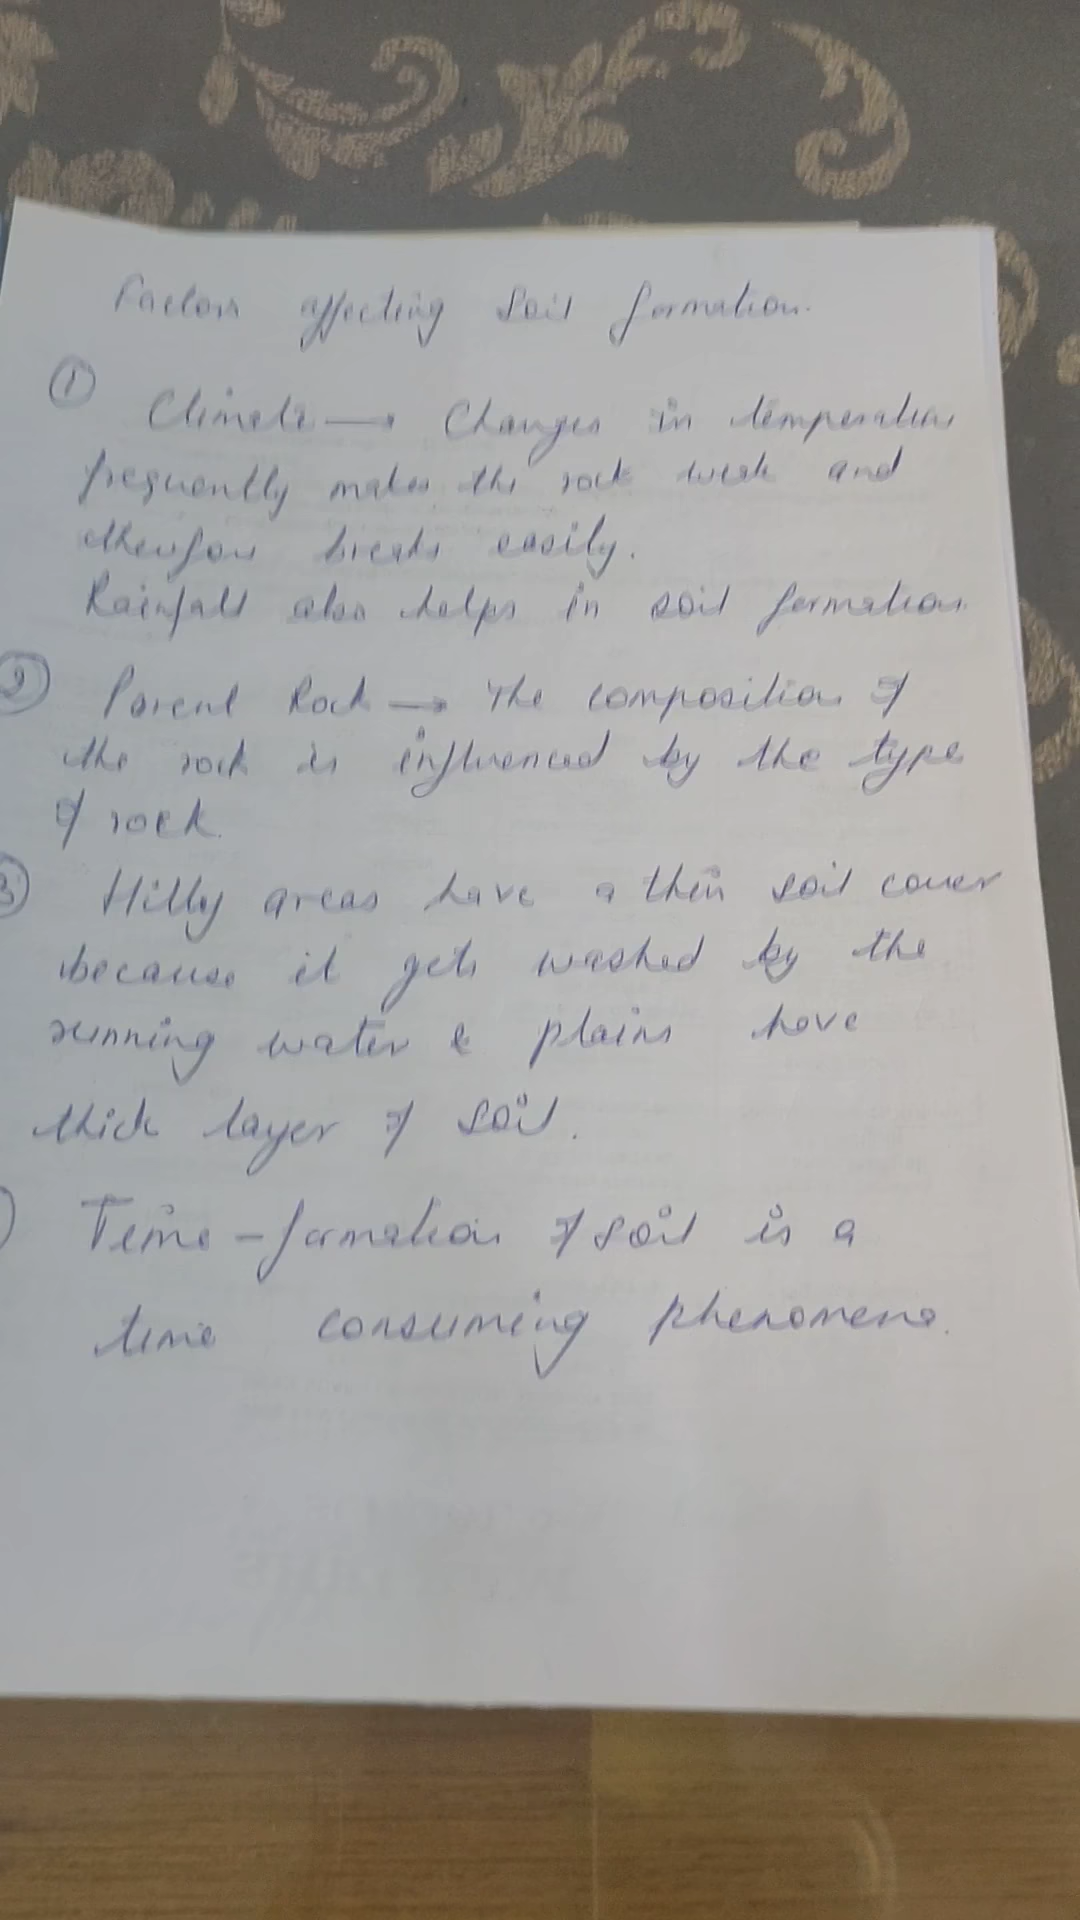 Factors affecting Soil formation.
① Climate → Changes in temperature
frequently makes the rock weak and
therefore breaks easily.
Rainfall also helps in soil formation
② Parent Rock → The composition of
the rock is influenced by the type
of rock.
③ Hilly areas have a thin soil cover
because it gets washed by the
running water & plains have
thick layer of soil.
Time - formation of soil is a
time consuming phenomena.